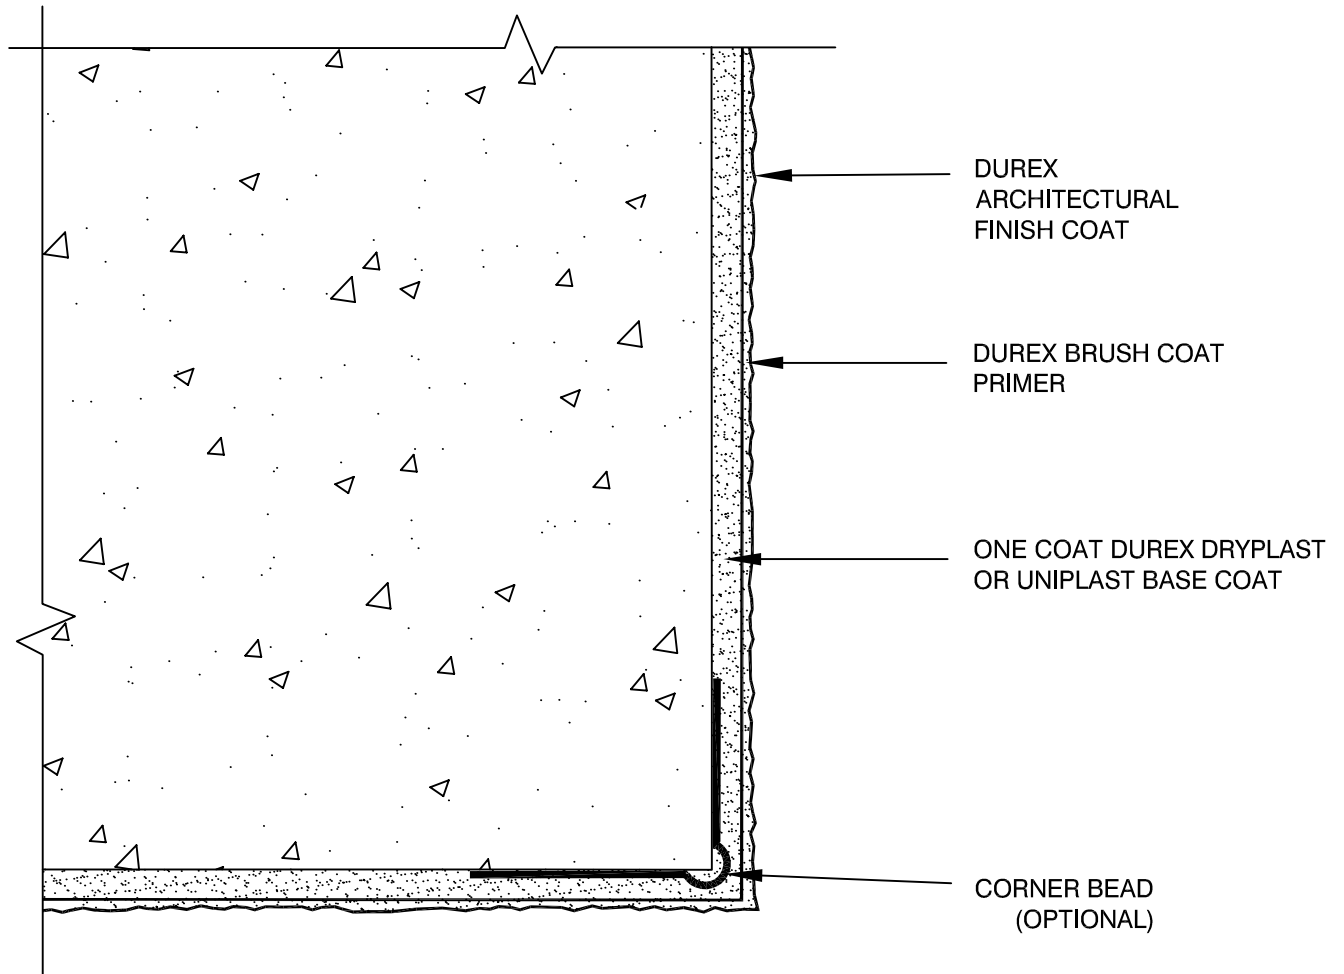 DUREX
ARCHITECTURAL
FINISH COAT
DUREX BRUSH COAT
PRIMER
ONE COAT DUREX DRYPLAST
OR UNIPLAST BASE COAT
CORNER BEAD
(OPTIONAL)